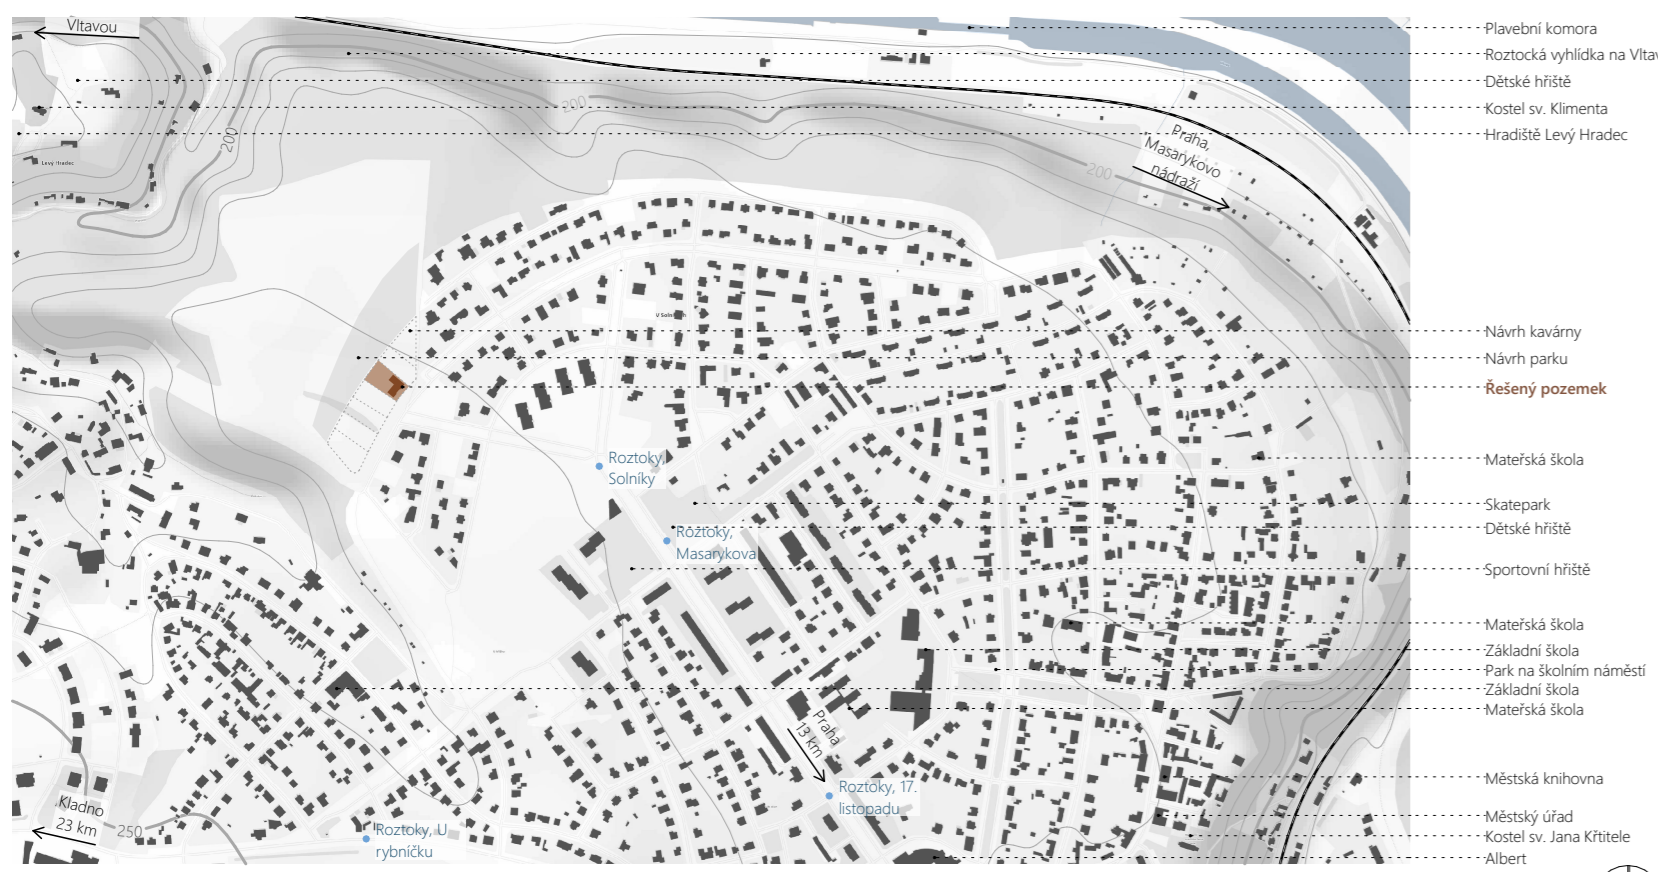 Vltavou
Plavební komora
Roztocká vyhlídka na Vltav
Dětské hřiště
Kostel sv. Klimenta
Hradiště Levý Hradec
200
200
200
Levý Hradec
Praha,
Masarykovo
nádraží
V Solníkách
Návrh kavárny
Návrh parku
Řešený pozemek
Roztoky,
Solníky
Mateřská škola
Skatepark
Dětské hřiště
Roztoky,
Masarykova
Sportovní hřiště
Mateřská škola
Základní škola
Park na školním náměstí
Základní škola
Mateřská škola
Praha
13 km
Městská knihovna
Roztoky, 17.
listopadu
Kladno
23 km
250
Roztoky, U
rybníčku
Městský úřad
Kostel sv. Jana Křtitele
Albert